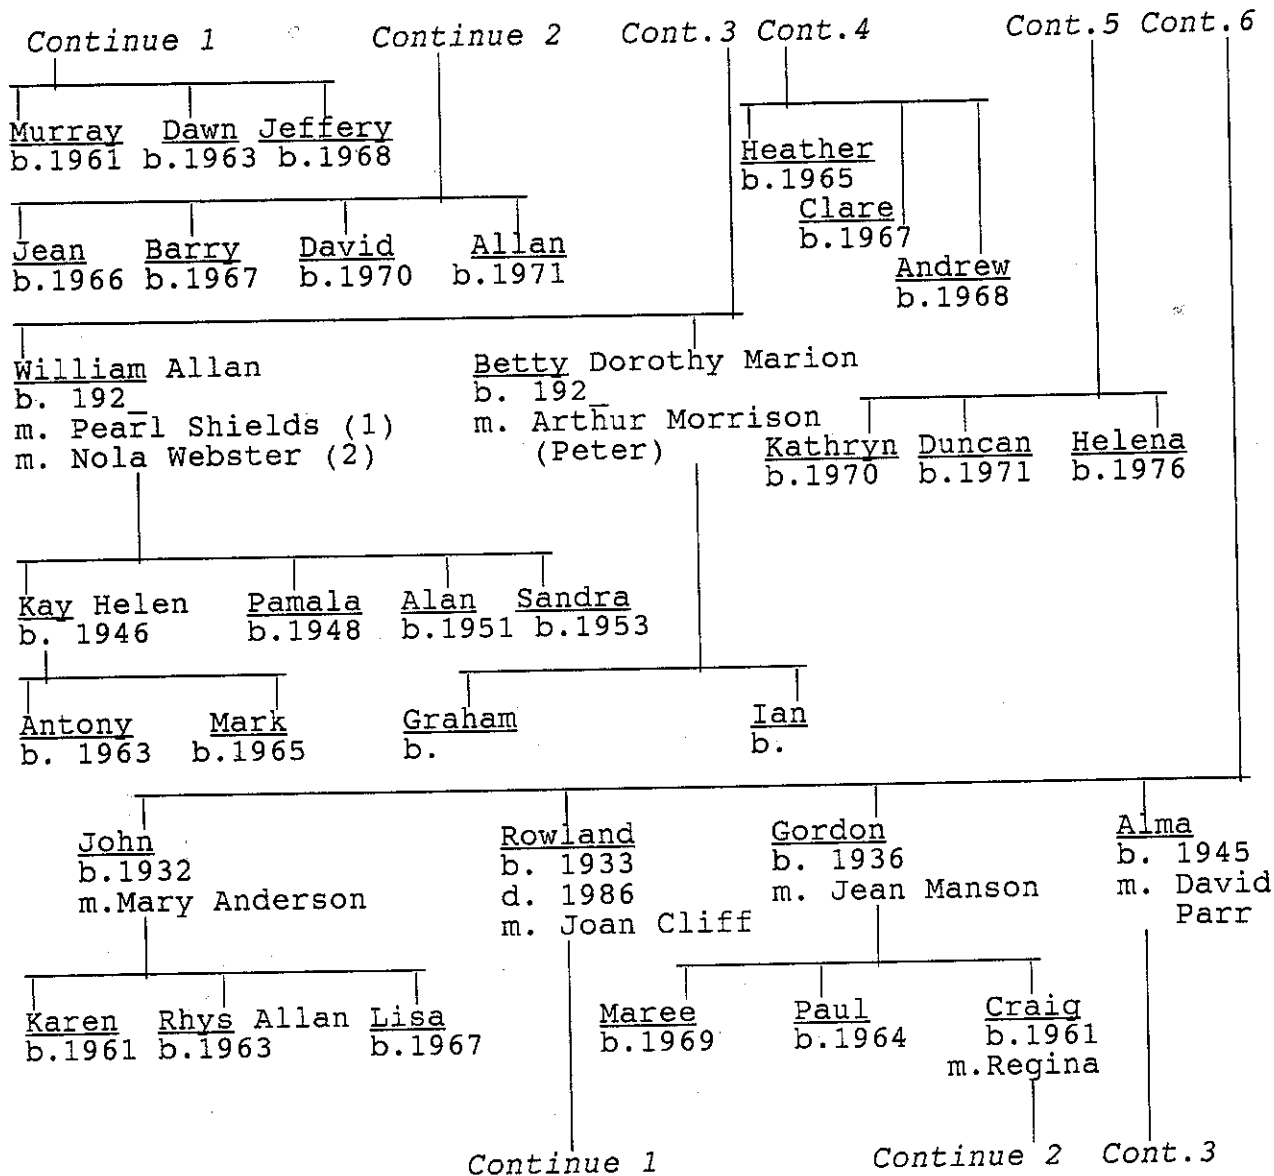 Continue 1 Continue 2 Cont.3 Cont.4 Cont.5 Cont.6
Murray Dawn Jeffery
b.1961 b.1963 b.1968
Heather
b.1965
Clare
b.1967
Andrew
b.1968
Jean Barry David Allan
b.1966 b.1967 b.1970 b.1971
William Allan
b. 192_
m. Pearl Shields (1)
m. Nola Webster (2)
Betty Dorothy Marion
b. 192_
m. Arthur Morrison
(Peter)
Kathryn Duncan Helena
b.1970 b.1971 b.1976
Kay Helen Pamala Alan Sandra
b. 1946 b.1948 b.1951 b.1953
Antony Mark Graham Ian
b. 1963 b.1965 b. b.
John
b.1932
m.Mary Anderson
Rowland
b. 1933
d. 1986
m. Joan Cliff
Gordon
b. 1936
m. Jean Manson
Alma
b. 1945
m. David
Parr
Karen Rhys Allan Lisa
b.1961 b.1963 b.1967
Maree Paul Craig
b.1969 b.1964 b.1961
m.Regina
Continue 1 Continue 2 Cont.3